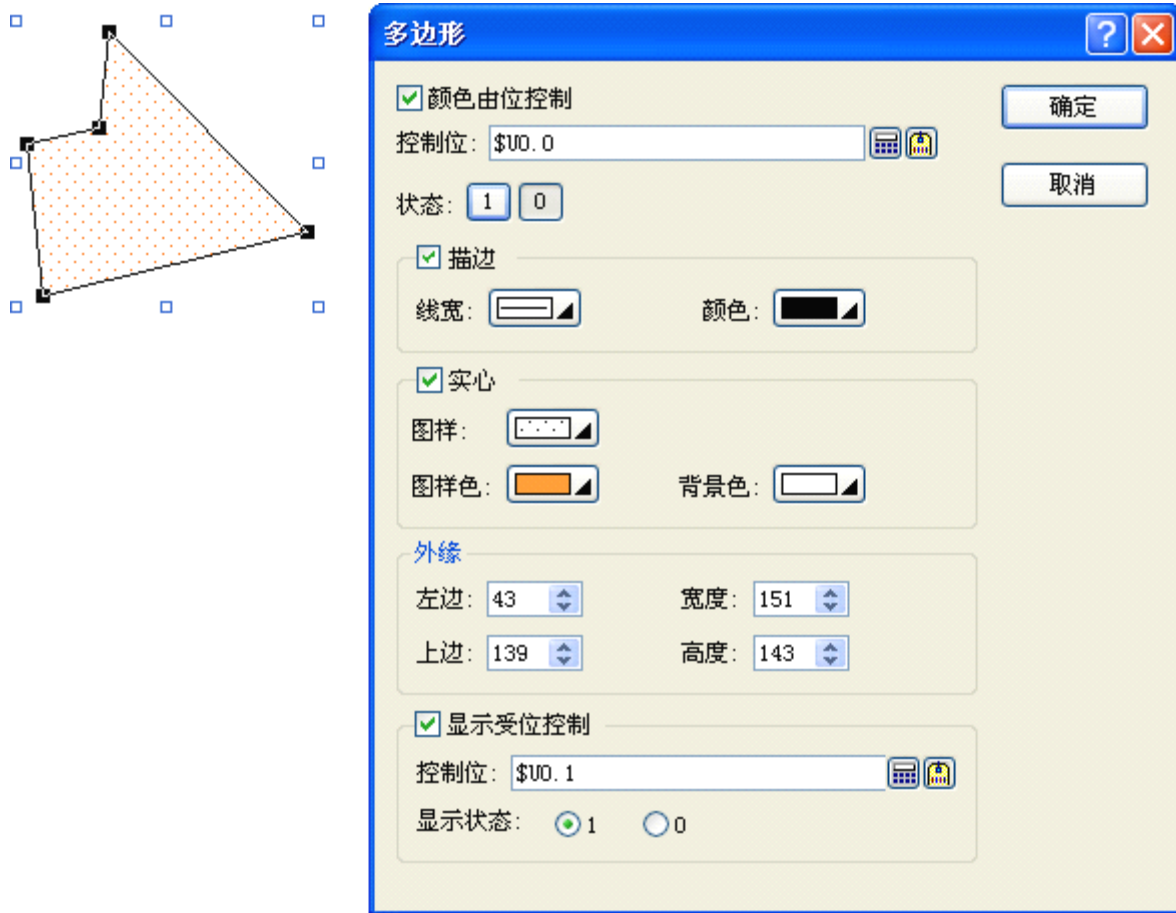 多边形
颜色由位控制
确定
控制位: $U0.0
取消
状态: 1 0
描边
线宽: 颜色:
实心
图样:
图样色: 背景色:
外缘
左边: 43 宽度: 151
上边: 139 高度: 143
显示受位控制
控制位: $U0.1
显示状态: 1 0